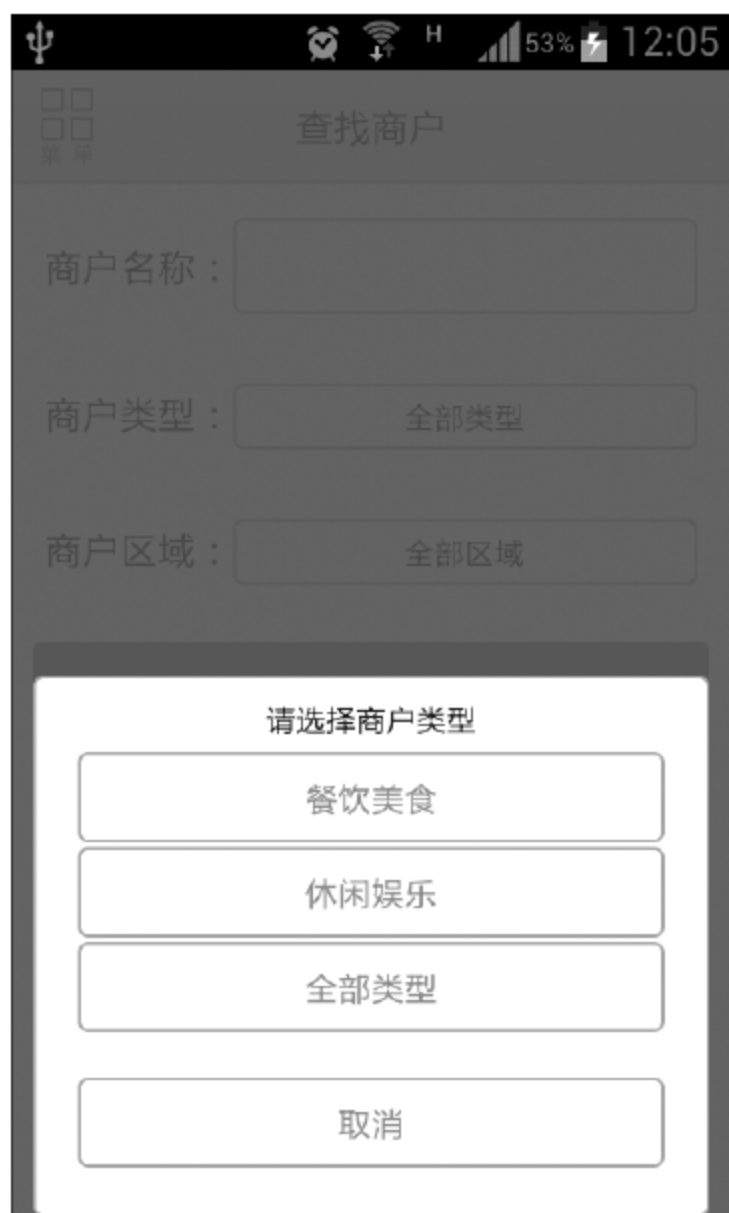 H 53% 12:05
菜单
查找商户
商户名称：
商户类型： 全部类型
商户区域： 全部区域
请选择商户类型
餐饮美食
休闲娱乐
全部类型
取消